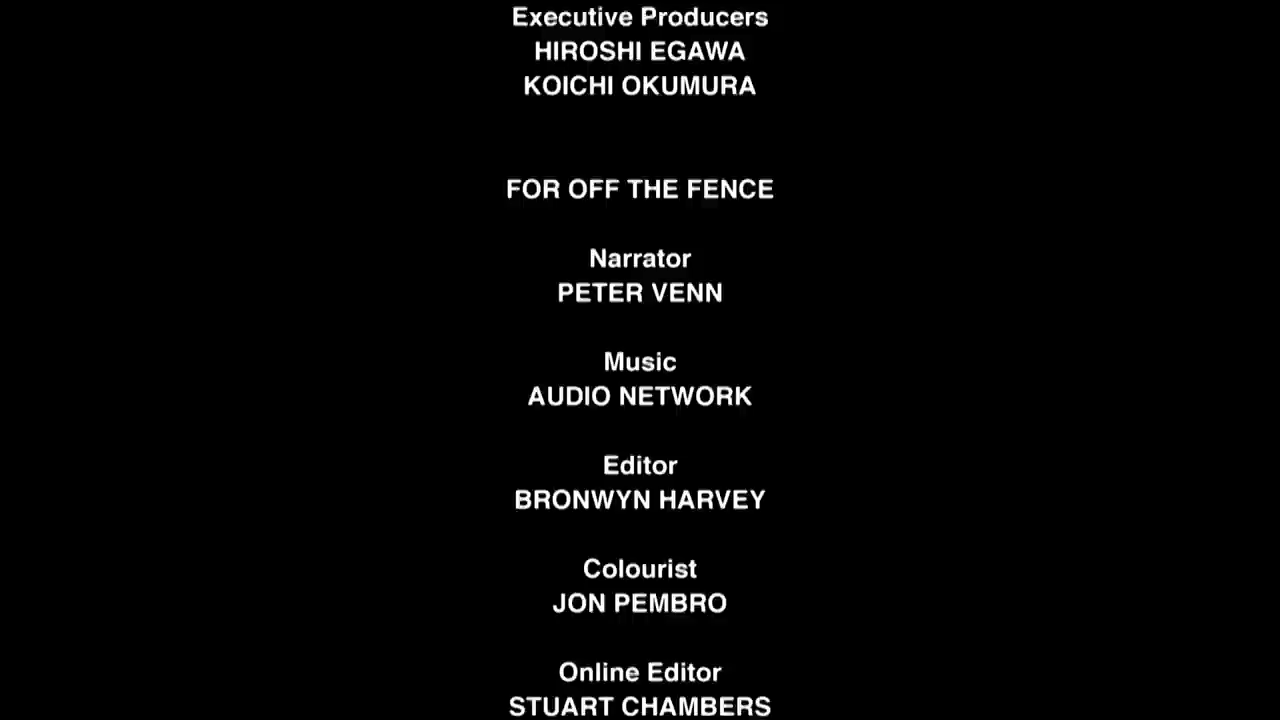 Executive Producers
HIROSHI EGAWA
KOICHI OKUMURA
FOR OFF THE FENCE
Narrator
PETER VENN
Music
AUDIO NETWORK
Editor
BRONWYN HARVEY
Colourist
JON PEMBRO
Online Editor
STUART CHAMBERS